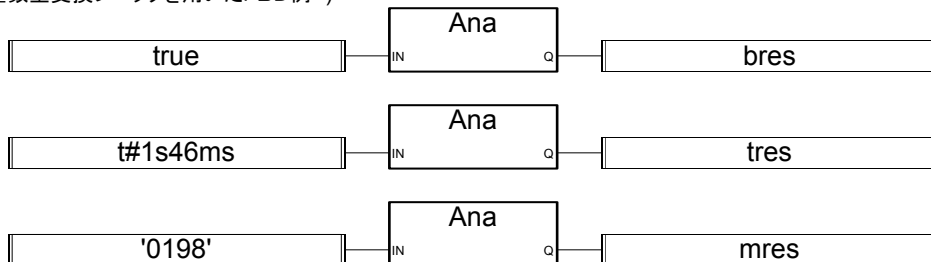 Ana
true IN Q bres
Ana
t#1s46ms IN Q tres
Ana
'0198' IN Q mres